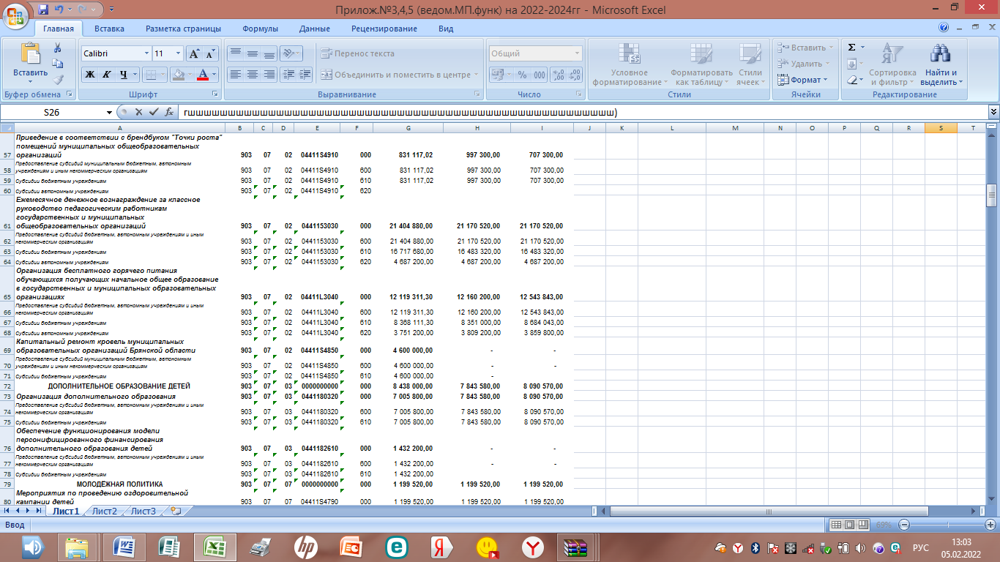 Прилож.№3,4,5 (ведом.МП.функ) на 2022-2024гг - Microsoft Excel
Главная Вставка Разметка страницы Формулы Данные Рецензирование Вид
Вставить
Calibri 11
Перенос текста
Общий
Ж К Ч
Объединить и поместить в центре
% 000
Условное форматирование
Форматировать как таблицу
Стили ячеек
Вставить
Удалить
Формат
Сортировка и фильтр
Найти и выделить
Буфер обмена Шрифт Выравнивание Число Стили Ячейки Редактирование
S26
A B C D E F G H I J K L M N O P Q R S T
Приведение в соответствии с брендбуком "Точки роста"
помещений муниципальных общеобразовательных
57 организаций 903 07 02 04411S4910 000 831 117,02 997 300,00 707 300,00
Предоставление субсидий муниципальным бюджетным, автономным
58 учреждениям и иным некоммерческим организациям 903 07 02 04411S4910 600 831 117,02 997 300,00 707 300,00
59 Субсидии бюджетным учреждениям 903 07 02 04411S4910 610 831 117,02 997 300,00 707 300,00
60 Субсидии автономным учреждениям 903 07 02 04411S4910 620
Ежемесячное денежное вознаграждение за классное
руководство педагогическим работникам
государственных и муниципальных
61 общеобразовательных организаций 903 07 02 0441153030 000 21 404 880,00 21 170 520,00 21 170 520,00
Предоставление субсидий бюджетным, автономным учреждениям и иным
62 некоммерческим организациям 903 07 02 0441153030 600 21 404 880,00 21 170 520,00 21 170 520,00
63 Субсидии бюджетным учреждениям 903 07 02 0441153030 610 16 717 680,00 16 483 320,00 16 483 320,00
64 Субсидии автономным учреждениям 903 07 02 0441153030 620 4 687 200,00 4 687 200,00 4 687 200,00
Организация бесплатного горячего питания
обучающихся получающих начальное общее образование
в государственных и муниципальных образовательных
65 организациях 903 07 02 04411L3040 000 12 119 311,30 12 160 200,00 12 543 843,00
Предоставление субсидий бюджетным, автономным учреждениям и иным
66 некоммерческим организациям 903 07 02 04411L3040 600 12 119 311,30 12 160 200,00 12 543 843,00
67 Субсидии бюджетным учреждениям 903 07 02 04411L3040 610 8 368 111,30 8 351 000,00 8 684 043,00
68 Субсидии автономным учреждениям 903 07 02 04411L3040 620 3 751 200,00 3 809 200,00 3 859 800,00
Капитальный ремонт кровель муниципальных
69 образовательных организаций Брянской области 903 07 02 04411S4850 000 4 600 000,00 - -
Предоставление субсидий муниципальным бюджетным, автономным
70 учреждениям и иным некоммерческим организациям 903 07 02 04411S4850 600 4 600 000,00 - -
71 Субсидии бюджетным учреждениям 903 07 02 04411S4850 610 4 600 000,00 -
72 ДОПОЛНИТЕЛЬНОЕ ОБРАЗОВАНИЕ ДЕТЕЙ 903 07 03 0000000000 000 8 438 000,00 7 843 580,00 8 090 570,00
73 Организация дополнительного образования 903 07 03 0441180320 000 7 005 800,00 7 843 580,00 8 090 570,00
Предоставление субсидий бюджетным, автономным учреждениям и иным
74 некоммерческим организациям 903 07 03 0441180320 600 7 005 800,00 7 843 580,00 8 090 570,00
75 Субсидии бюджетным учреждениям 903 07 03 0441180320 610 7 005 800,00 7 843 580,00 8 090 570,00
Обеспечение функционирования модели
персонифицированного финансирования
76 дополнительного образования детей 903 07 03 0441182610 000 1 432 200,00 - -
Предоставление субсидий бюджетным, автономным учреждениям и иным
77 некоммерческим организациям 903 07 03 0441182610 600 1 432 200,00 - -
78 Субсидии бюджетным учреждениям 903 07 03 0441182610 610 1 432 200,00
79 МОЛОДЁЖНАЯ ПОЛИТИКА 903 07 07 0000000000 000 1 199 520,00 1 199 520,00 1 199 520,00
Мероприятия по проведению оздоровительной
80 кампании детей 903 07 07 04411S4790 000 1 199 520,00 1 199 520,00 1 199 520,00
Лист1 Лист2 Лист3
Ввод 69%
РУС 13:03
05.02.2022